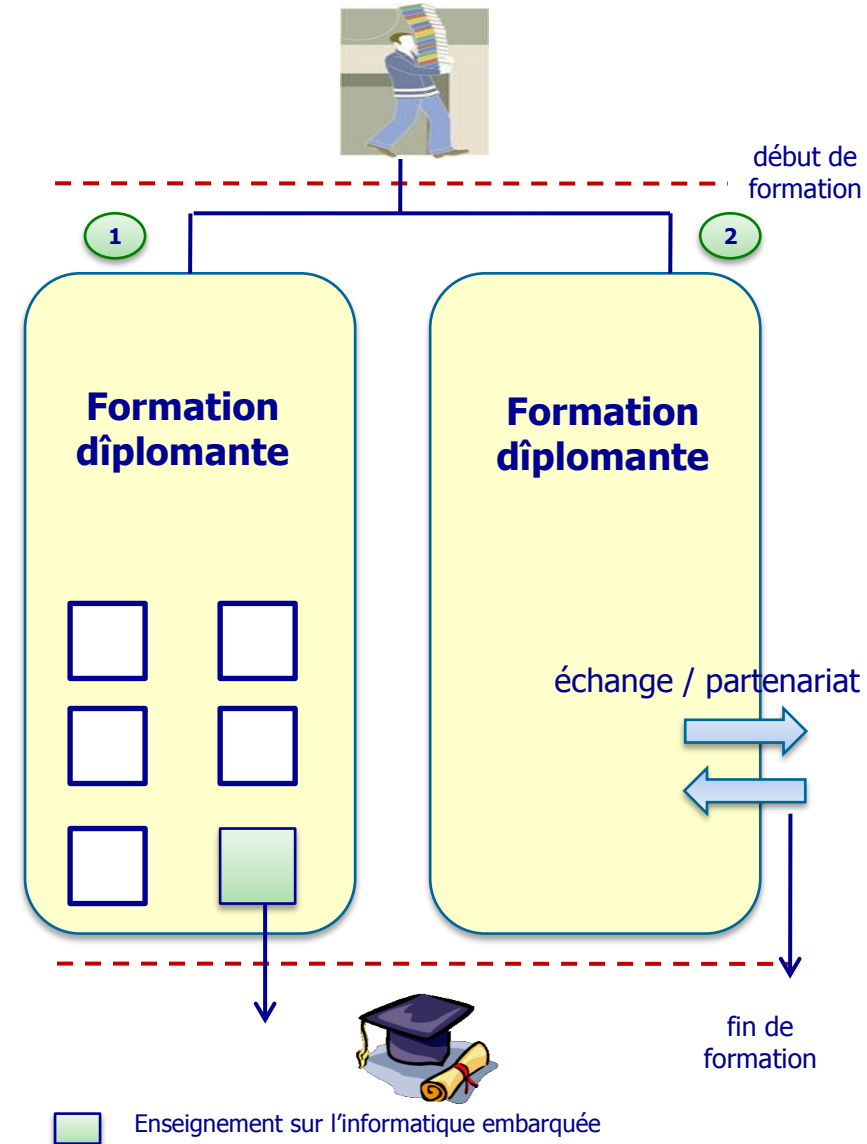 début de
formation
1
2
Formation
dîplomante
Formation
dîplomante
échange / partenariat
fin de
formation
Enseignement sur l’informatique embarquée